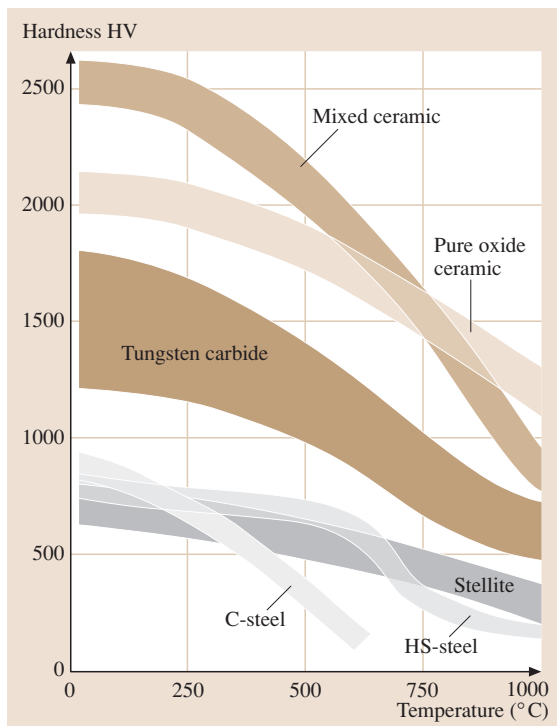 Hardness HV
2500
Mixed ceramic
2000
Pure oxide
ceramic
1500
Tungsten carbide
1000
500
Stellite
C-steel
HS-steel
0
0 250 500 750 1000
Temperature (°C)